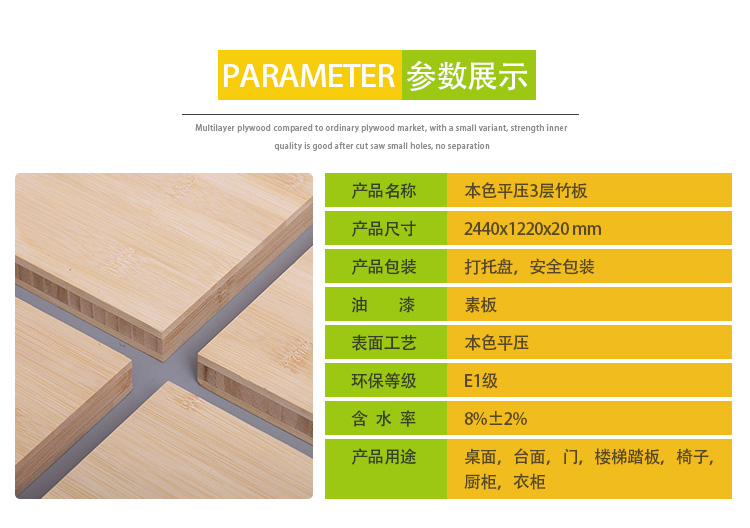 PARAMETER 参数展示
Multilayer plywood compared to ordinary plywood market, with a small variant, strength inner
quality is good after cut saw small holes, no separation
产品名称 本色平压3层竹板
产品尺寸 2440x1220x20 mm
产品包装 打托盘，安全包装
油 漆 素板
表面工艺 本色平压
环保等级 E1级
含 水 率 8%±2%
产品用途 桌面，台面，门，楼梯踏板，椅子，
厨柜，衣柜